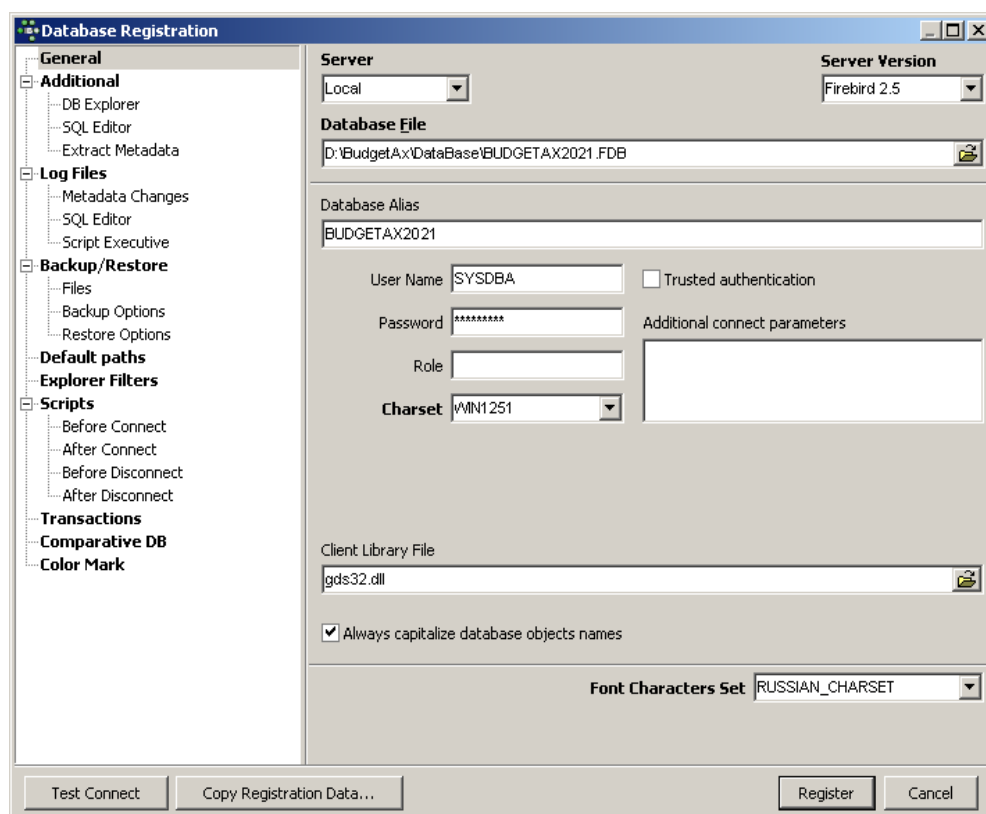 Database Registration
General
Additional
DB Explorer
SQL Editor
Extract Metadata
Log Files
Metadata Changes
SQL Editor
Script Executive
Backup/Restore
Files
Backup Options
Restore Options
Default paths
Explorer Filters
Scripts
Before Connect
After Connect
Before Disconnect
After Disconnect
Transactions
Comparative DB
Color Mark
Server
Server Version
Local
Firebird 2.5
Database File
D:\BudgetAx\DataBase\BUDGETAX2021.FDB
Database Alias
BUDGETAX2021
User Name SYSDBA
Trusted authentication
Password *********
Additional connect parameters
Role
Charset WIN1251
Client Library File
gds32.dll
Always capitalize database objects names
Font Characters Set RUSSIAN_CHARSET
Test Connect
Copy Registration Data...
Register
Cancel